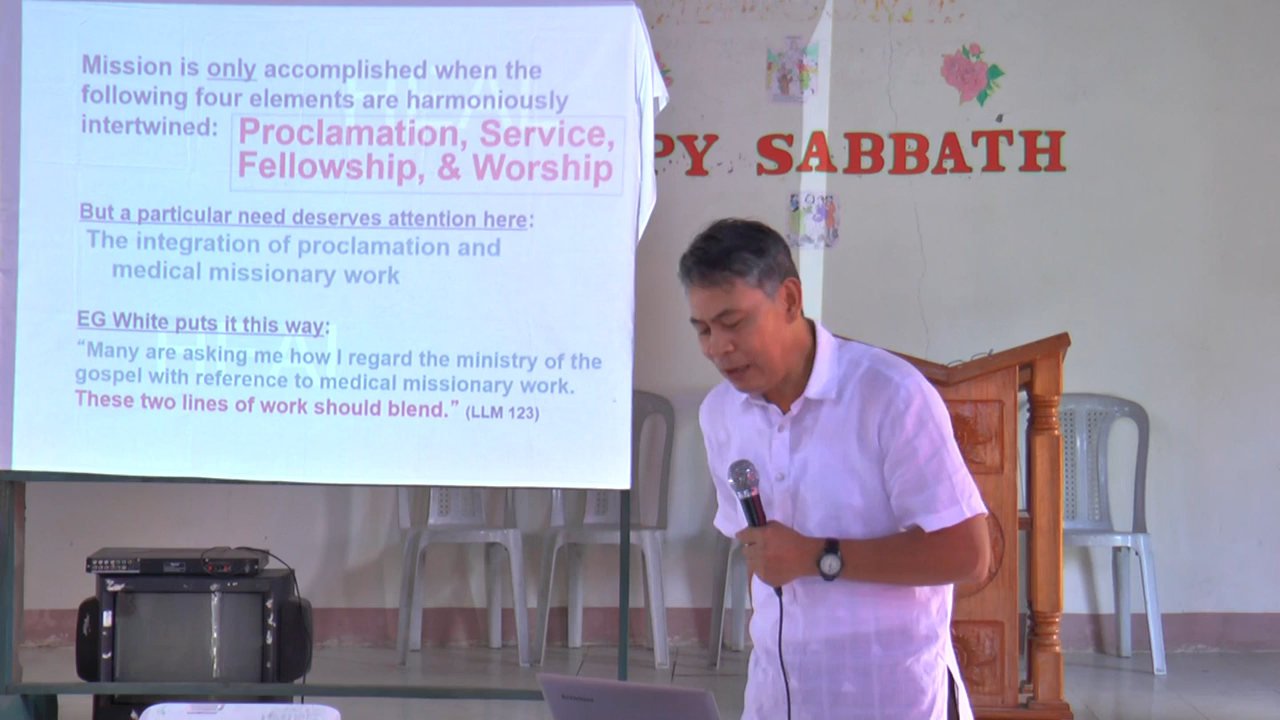 Mission is only accomplished when the
following four elements are harmoniously
intertwined: Proclamation, Service,
Fellowship, & Worship
But a particular need deserves attention here:
The integration of proclamation and
medical missionary work
EG White puts it this way:
“Many are asking me how I regard the ministry of the
gospel with reference to medical missionary work.
These two lines of work should blend.” (LLM 123)
PY SABBATH
Lenovo